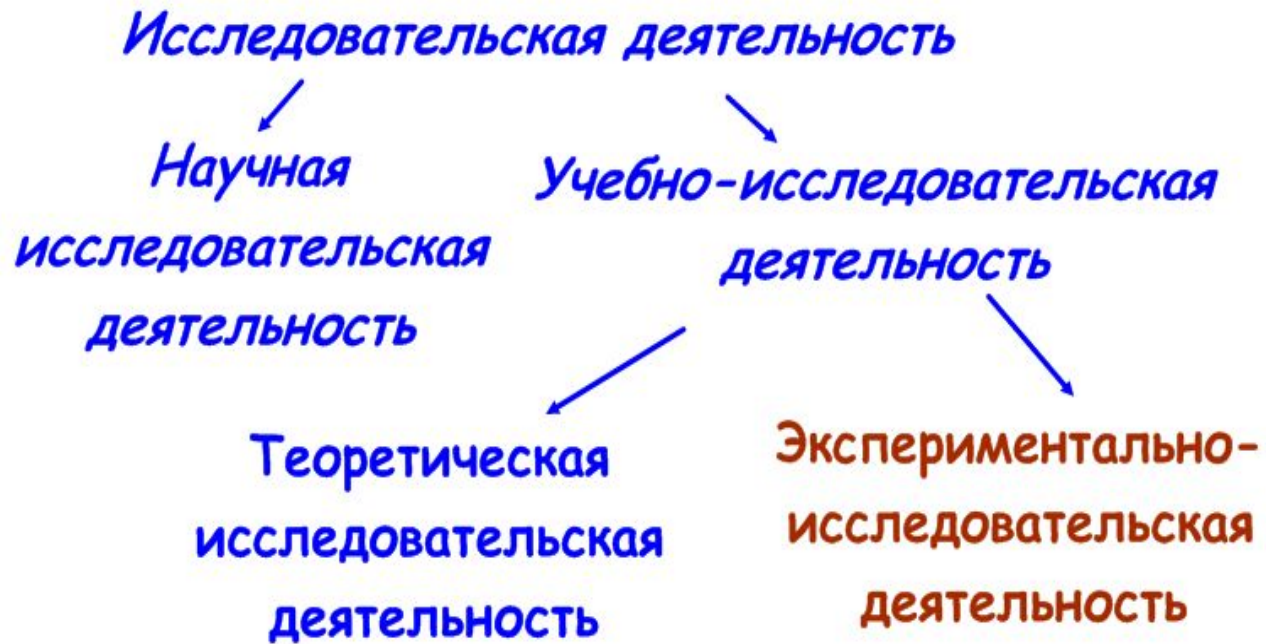 Исследовательская деятельность
Научная
исследовательская
деятельность
Учебно-исследовательская
деятельность
Теоретическая
исследовательская
деятельность
Экспериментально-
исследовательская
деятельность